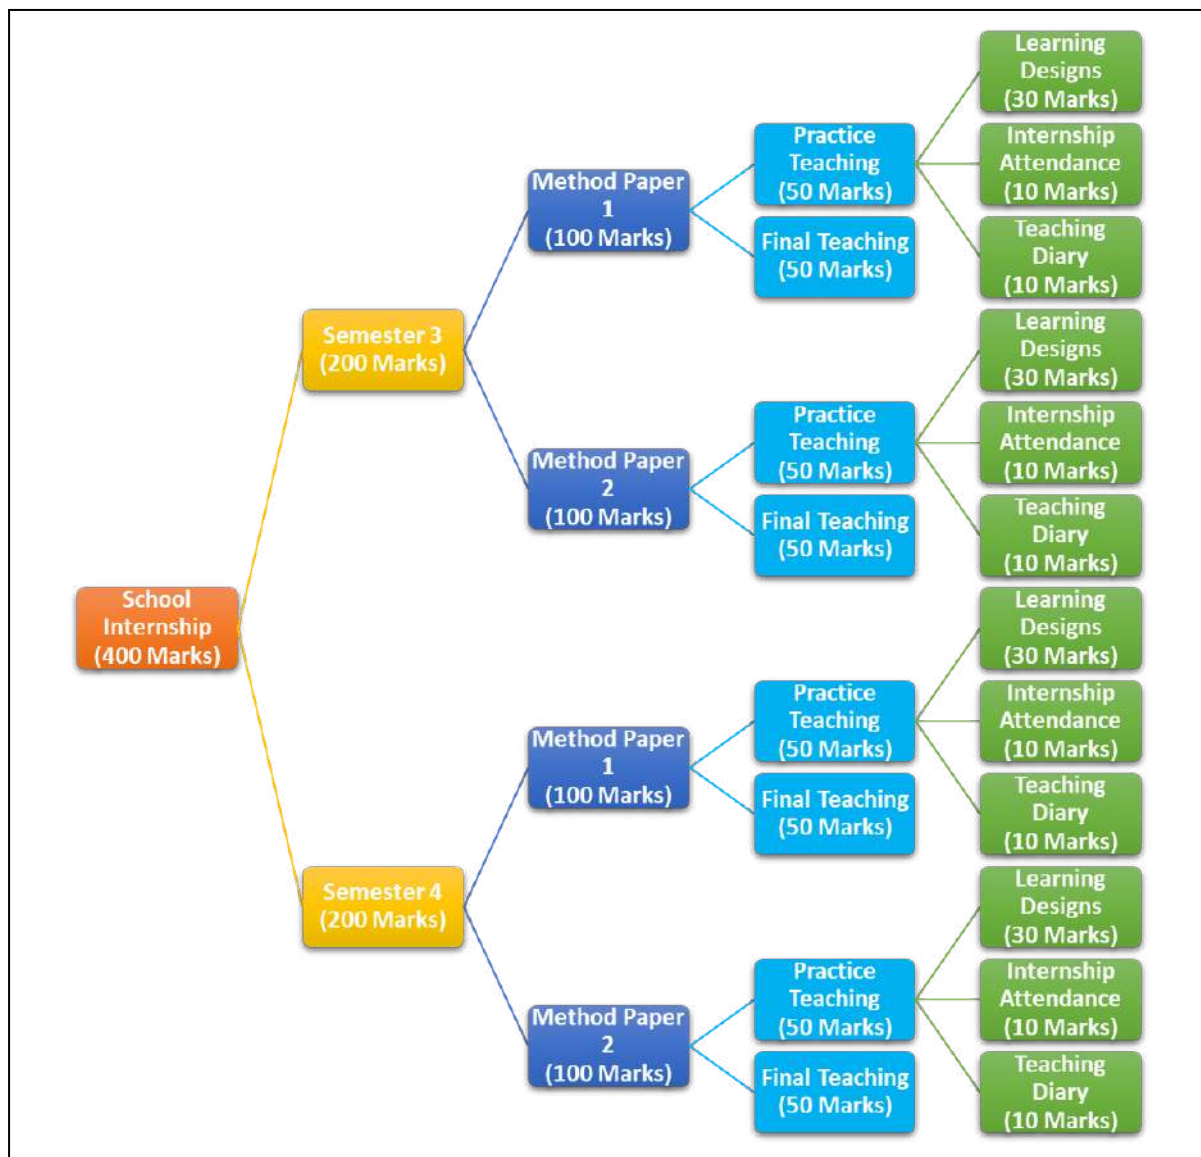 School
Internship
(400 Marks)
Semester 3
(200 Marks)
Method Paper
1
(100 Marks)
Practice
Teaching
(50 Marks)
Learning
Designs
(30 Marks)
Internship
Attendance
(10 Marks)
Teaching
Diary
(10 Marks)
Final Teaching
(50 Marks)
Method Paper
2
(100 Marks)
Practice
Teaching
(50 Marks)
Learning
Designs
(30 Marks)
Internship
Attendance
(10 Marks)
Teaching
Diary
(10 Marks)
Final Teaching
(50 Marks)
Semester 4
(200 Marks)
Method Paper
1
(100 Marks)
Practice
Teaching
(50 Marks)
Learning
Designs
(30 Marks)
Internship
Attendance
(10 Marks)
Teaching
Diary
(10 Marks)
Final Teaching
(50 Marks)
Method Paper
2
(100 Marks)
Practice
Teaching
(50 Marks)
Learning
Designs
(30 Marks)
Internship
Attendance
(10 Marks)
Teaching
Diary
(10 Marks)
Final Teaching
(50 Marks)